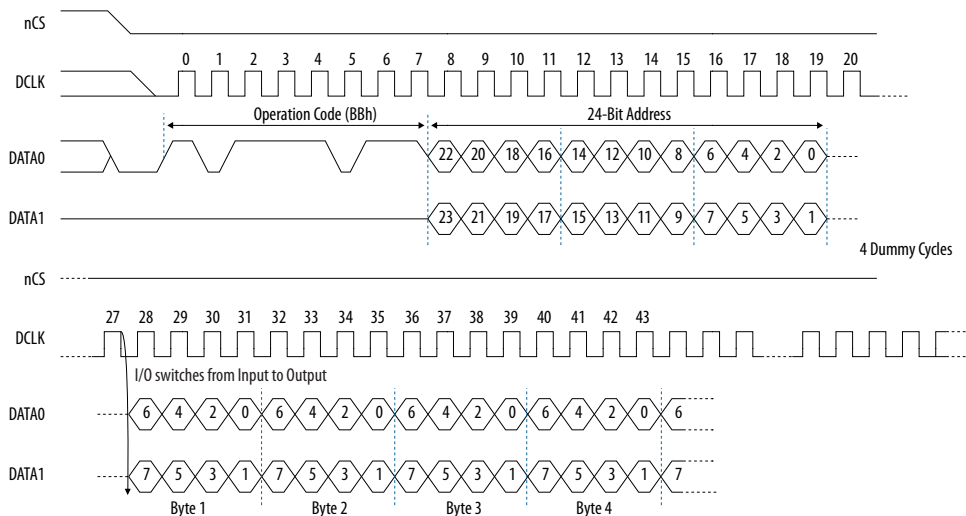 nCS
0 1 2 3 4 5 6 7 8 9 10 11 12 13 14 15 16 17 18 19 20
DCLK
Operation Code (BBh) 24-Bit Address
DATA0 22 20 18 16 14 12 10 8 6 4 2 0
DATA1 23 21 19 17 15 13 11 9 7 5 3 1
4 Dummy Cycles
nCS
27 28 29 30 31 32 33 34 35 36 37 38 39 40 41 42 43
DCLK
I/O switches from Input to Output
DATA0 6 4 2 0 6 4 2 0 6 4 2 0 6 4 2 0 6
DATA1 7 5 3 1 7 5 3 1 7 5 3 1 7 5 3 1 7
Byte 1 Byte 2 Byte 3 Byte 4